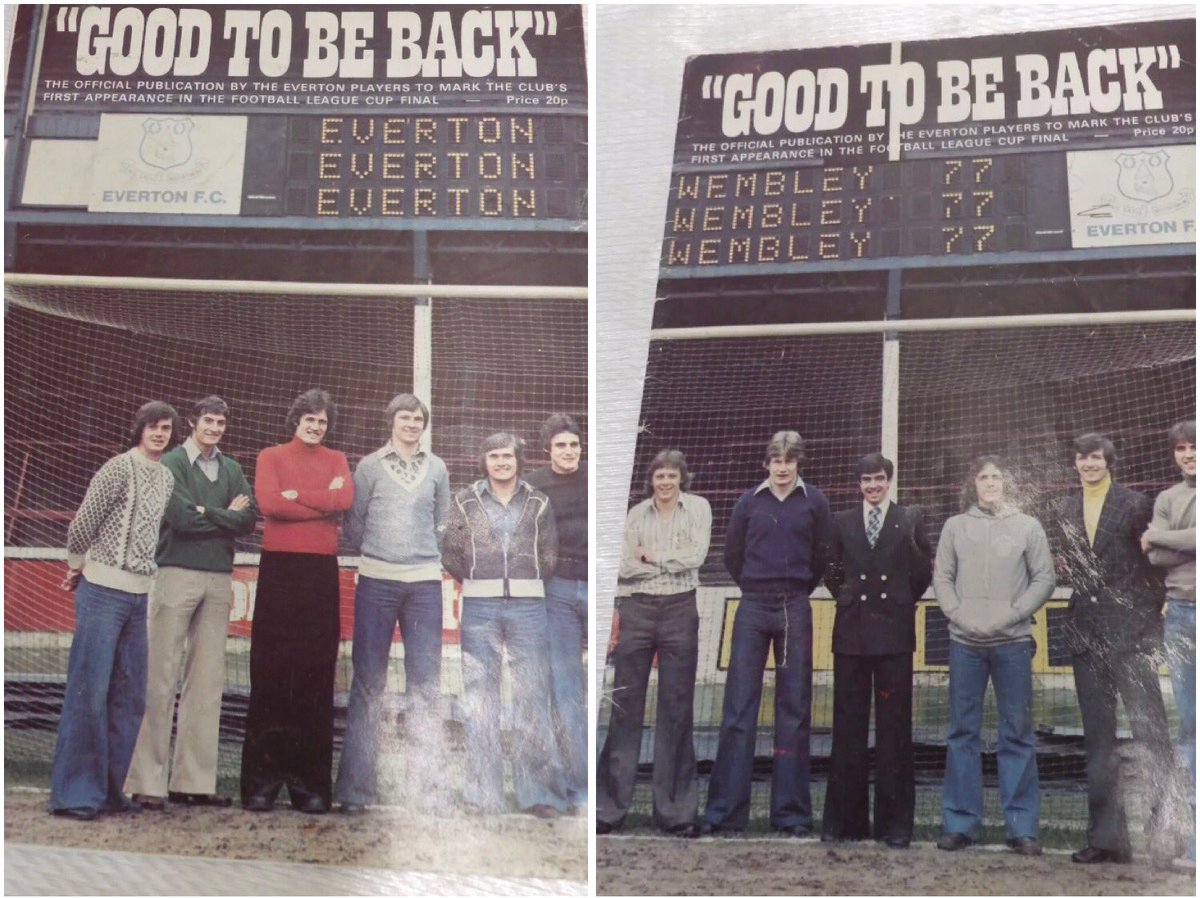 "GOOD TO BE BACK"
THE OFFICIAL PUBLICATION BY THE EVERTON PLAYERS TO MARK THE CLUB'S
FIRST APPEARANCE IN THE FOOTBALL LEAGUE CUP FINAL — Price 20p
EVERTON
EVERTON
EVERTON
EVERTON F.C.
"GOOD TO BE BACK"
THE OFFICIAL PUBLICATION BY THE EVERTON PLAYERS TO MARK THE CLUB'S
FIRST APPEARANCE IN THE FOOTBALL LEAGUE CUP FINAL — Price 20p
WEMBLEY 77
WEMBLEY 77
WEMBLEY 77
EVERTON F.